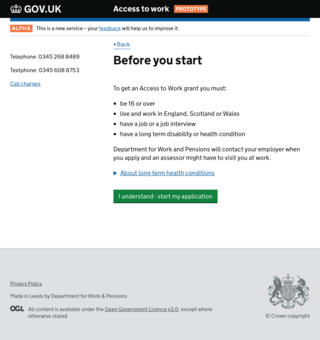 GOV.UK
Access to work PROTOTYPE
ALPHA This is a new service – your feedback will help us to improve it.
Back
Telephone: 0345 268 8489
Textphone: 0345 608 8753
Call charges
Before you start
To get an Access to Work grant you must:
be 16 or over
live and work in England, Scotland or Wales
have a job or a job interview
have a long term disability or health condition
Department for Work and Pensions will contact your employer when
you apply and an assessor might have to visit you at work.
About long term health conditions
I understand - start my application
Privacy Policy
Made in Leeds by Department for Work & Pensions
OGL All content is available under the Open Government Licence v3.0, except where
otherwise stated
© Crown copyright